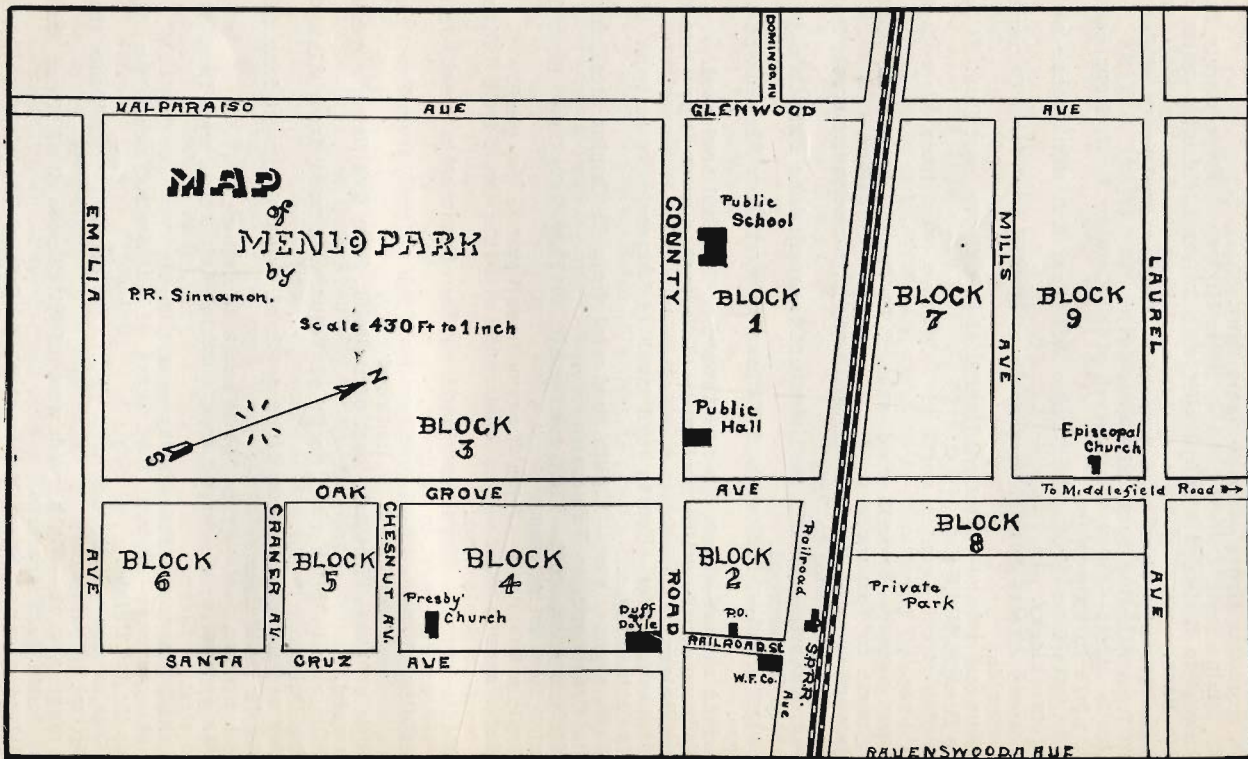 DOMINGO. AV
VALPARAISO AVE
GLENWOOD AVE
MAP
of
MENLO PARK
by
P.R. Sinnamon.
Scale 430 Ft to 1 inch
N
S
EMILIA AVE
COUNTY ROAD
Public
School
BLOCK
1
BLOCK
7
MILLS AVE
BLOCK
9
LAUREL AVE
BLOCK
3
Public
Hall
Episcopal
Church
OAK GROVE AVE
To Middlefield Road
BLOCK
6
CRANER AV.
BLOCK
5
CHESNUT AV.
BLOCK
4
Presby'
Church
Duff
&
Doyle
BLOCK
2
P.O.
RAILROAD. St
W.F. Co.
Railroad Ave
S.P.R.R.
BLOCK
8
Private
Park
SANTA CRUZ AVE
RAVENSWOOD AVE